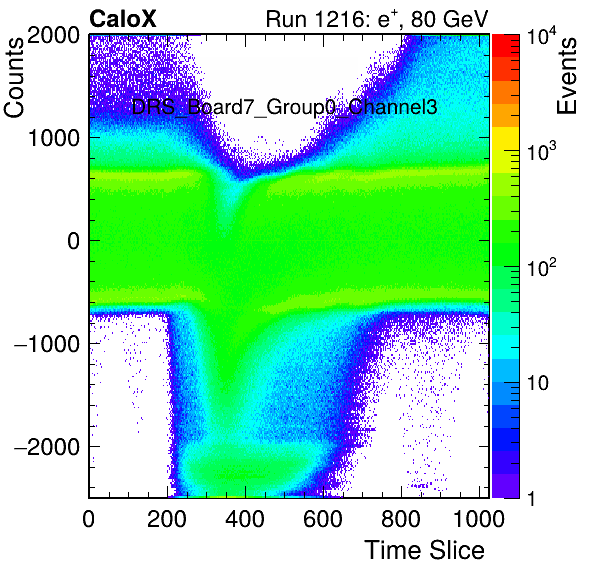 CaloX
Run 1216: e+, 80 GeV
Counts
2000
1000
0
−1000
−2000
DRS_Board7_Group0_Channel3
0
200
400
600
800
1000
Time Slice
Events
10^4
10^3
10^2
10
1